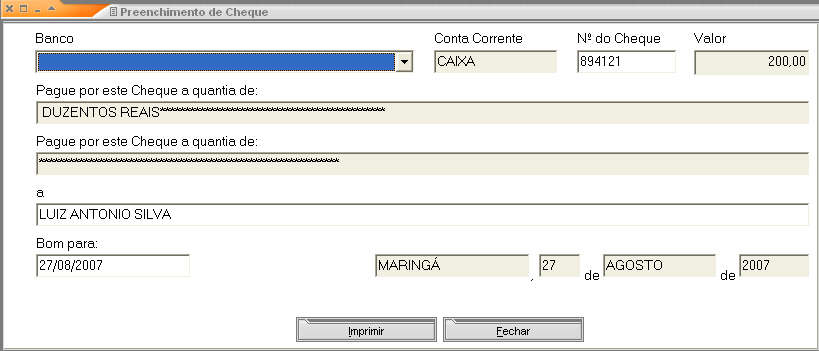 Preenchimento de Cheque
Banco Conta Corrente Nº do Cheque Valor
CAIXA 894121 200,00
Pague por este Cheque a quantia de:
DUZENTOS REAIS*********************************************
Pague por este Cheque a quantia de:
************************************************************
a
LUIZ ANTONIO SILVA
Bom para:
27/08/2007 MARINGÁ , 27 de AGOSTO de 2007
Imprimir Fechar